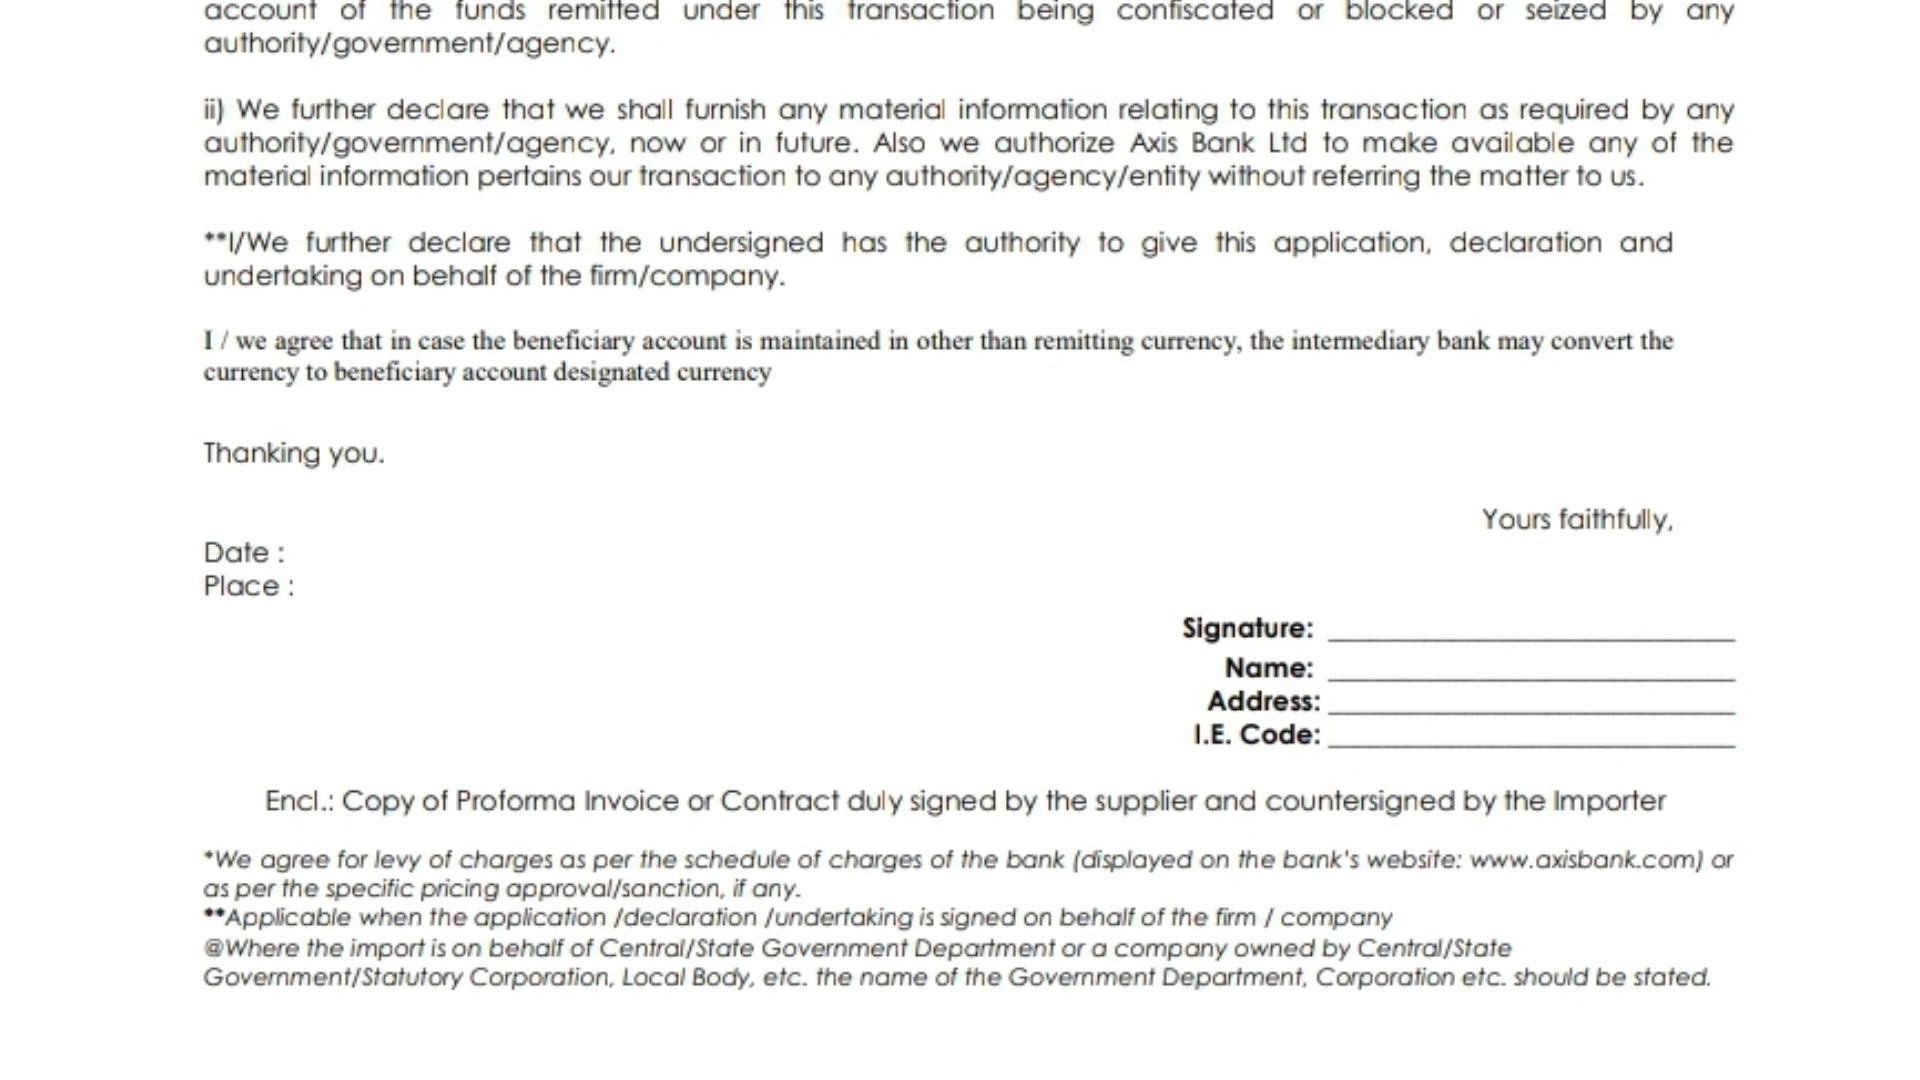 account of the funds remitted under this transaction being confiscated or blocked or seized by any
authority/government/agency.
ii) We further declare that we shall furnish any material information relating to this transaction as required by any
authority/government/agency, now or in future. Also we authorize Axis Bank Ltd to make available any of the
material information pertains our transaction to any authority/agency/entity without referring the matter to us.
**I/We further declare that the undersigned has the authority to give this application, declaration and
undertaking on behalf of the firm/company.
I / we agree that in case the beneficiary account is maintained in other than remitting currency, the intermediary bank may convert the
currency to beneficiary account designated currency
Thanking you.
Yours faithfully,
Date :
Place :
Signature:
Name:
Address:
I.E. Code:
Encl.: Copy of Proforma Invoice or Contract duly signed by the supplier and countersigned by the Importer
*We agree for levy of charges as per the schedule of charges of the bank (displayed on the bank's website: www.axisbank.com) or
as per the specific pricing approval/sanction, if any.
**Applicable when the application /declaration /undertaking is signed on behalf of the firm / company
@Where the import is on behalf of Central/State Government Department or a company owned by Central/State
Government/Statutory Corporation, Local Body, etc. the name of the Government Department, Corporation etc. should be stated.